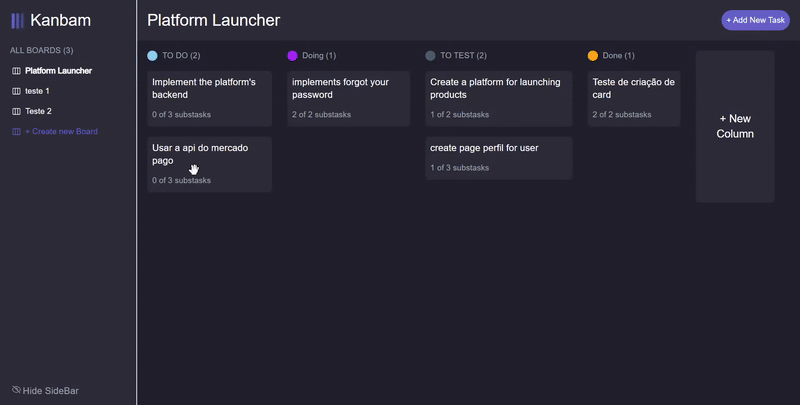 Kanbam
Platform Launcher
+ Add New Task
ALL BOARDS (3)
Platform Launcher
teste 1
Teste 2
+ Create new Board
Hide SideBar
TO DO (2)
Implement the platform's
backend
0 of 3 substasks
Usar a api do mercado
pago
0 of 3 substasks
Doing (1)
implements forgot your
password
2 of 2 substasks
TO TEST (2)
Create a platform for launching
products
1 of 2 substasks
create page perfil for user
1 of 3 substasks
Done (1)
Teste de criação de
card
2 of 2 substasks
+ New
Column